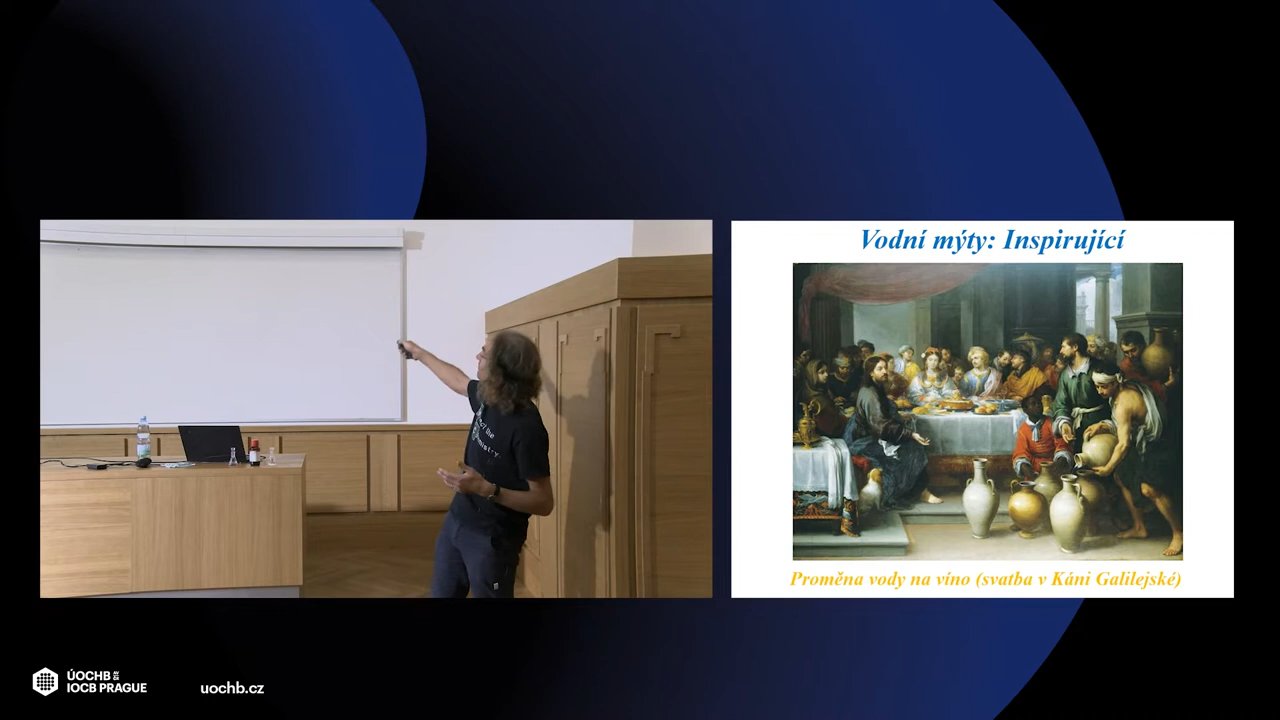 Vodní mýty: Inspirující
Proměna vody na víno (svatba v Káni Galilejské)
ÚOCHB
IOCB PRAGUE
uochb.cz